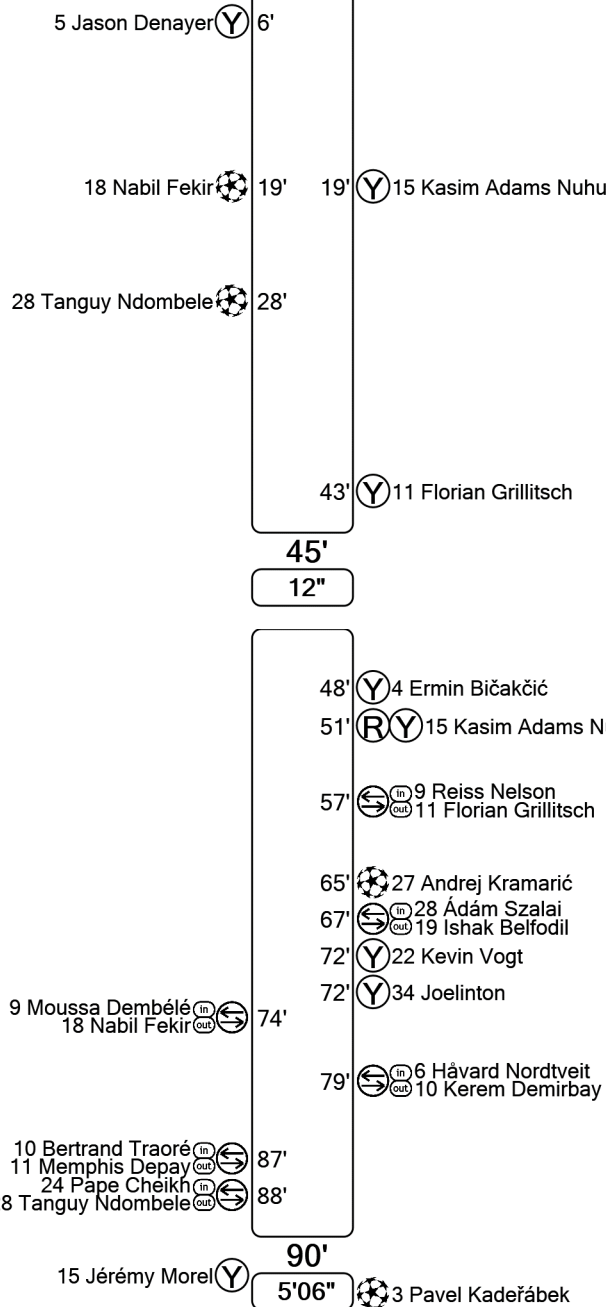 5 Jason Denayer Y 6'
18 Nabil Fekir 19' 19' Y 15 Kasim Adams Nuhu
28 Tanguy Ndombele 28'
43' Y 11 Florian Grillitsch
45'
12"
48' Y 4 Ermin Bičakčić
51' R Y 15 Kasim Adams N
57' in 9 Reiss Nelson
out 11 Florian Grillitsch
65' 27 Andrej Kramarić
67' in 28 Ádám Szalai
out 19 Ishak Belfodil
72' Y 22 Kevin Vogt
72' Y 34 Joelinton
9 Moussa Dembélé in
18 Nabil Fekir out 74'
79' in 6 Håvard Nordtveit
out 10 Kerem Demirbay
10 Bertrand Traoré in
11 Memphis Depay out 87'
24 Pape Cheikh in
8 Tanguy Ndombele out 88'
90'
15 Jérémy Morel Y
5'06" 3 Pavel Kadeřábek